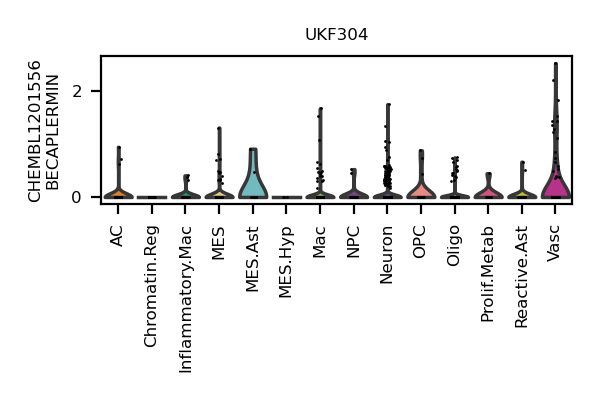 UKF304
CHEMBL1201556
BECAPLERMIN
2
0
AC
Chromatin.Reg
Inflammatory.Mac
MES
MES.Ast
MES.Hyp
Mac
NPC
Neuron
OPC
Oligo
Prolif.Metab
Reactive.Ast
Vasc